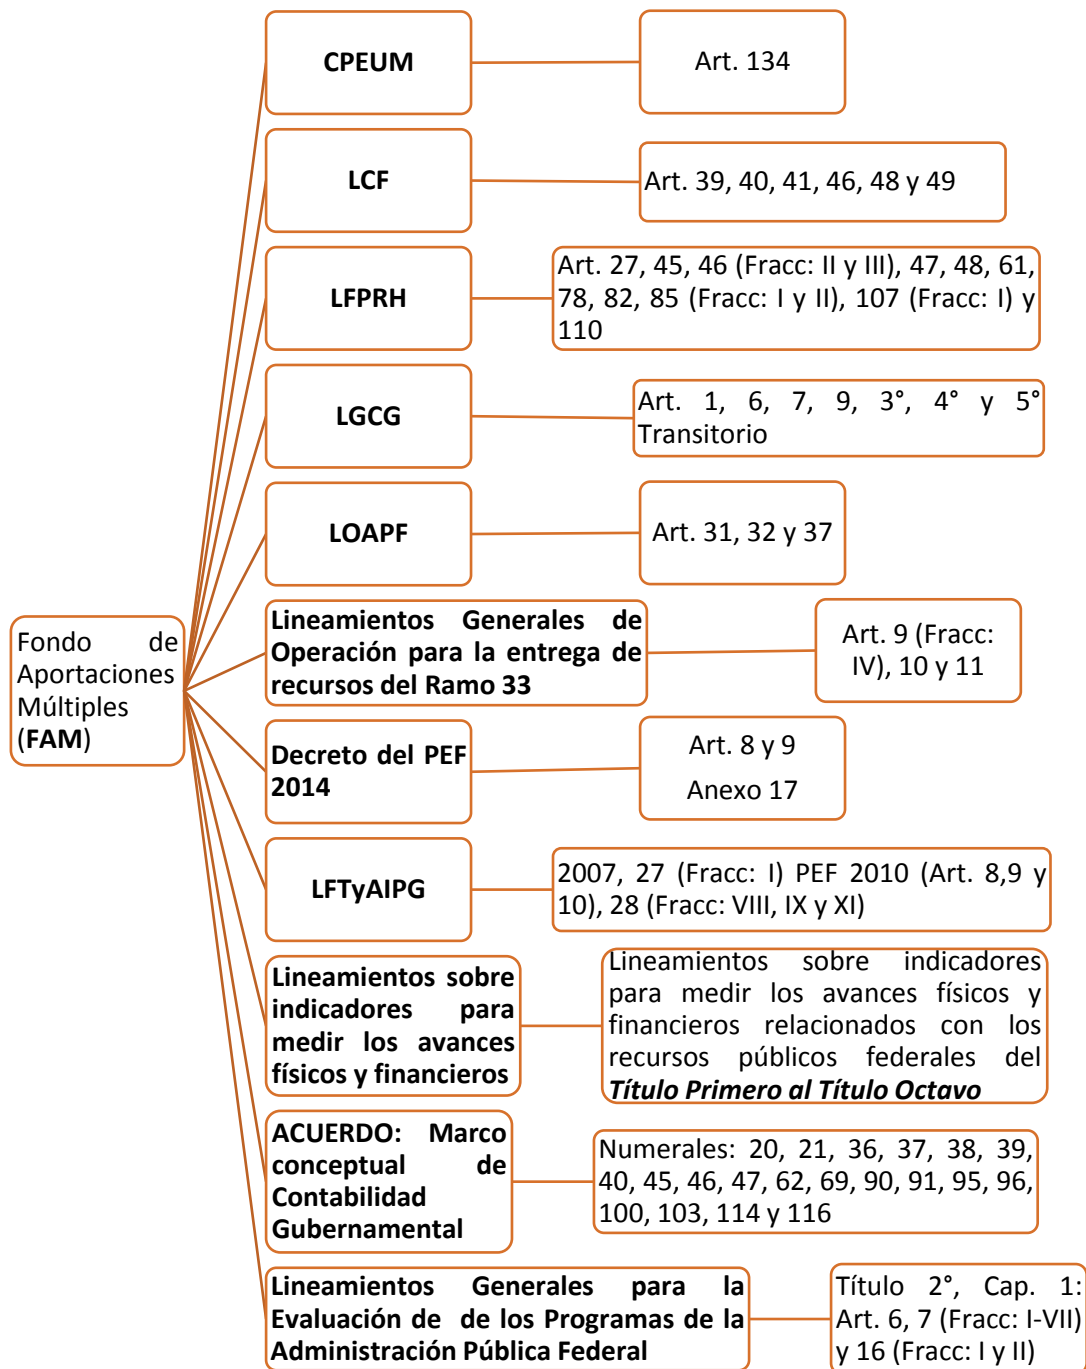 Fondo de
Aportaciones
Múltiples
(FAM)
CPEUM
Art. 134
LCF
Art. 39, 40, 41, 46, 48 y 49
LFPRH
Art. 27, 45, 46 (Fracc: II y III), 47, 48, 61,
78, 82, 85 (Fracc: I y II), 107 (Fracc: I) y
110
LGCG
Art. 1, 6, 7, 9, 3°, 4° y 5°
Transitorio
LOAPF
Art. 31, 32 y 37
Lineamientos Generales de
Operación para la entrega de
recursos del Ramo 33
Art. 9 (Fracc:
IV), 10 y 11
Decreto del PEF
2014
Art. 8 y 9
Anexo 17
LFTyAIPG
2007, 27 (Fracc: I) PEF 2010 (Art. 8,9 y
10), 28 (Fracc: VIII, IX y XI)
Lineamientos sobre
indicadores para
medir los avances
físicos y financieros
Lineamientos sobre indicadores
para medir los avances físicos y
financieros relacionados con los
recursos públicos federales del
Título Primero al Título Octavo
ACUERDO: Marco
conceptual de
Contabilidad
Gubernamental
Numerales: 20, 21, 36, 37, 38, 39,
40, 45, 46, 47, 62, 69, 90, 91, 95, 96,
100, 103, 114 y 116
Lineamientos Generales para la
Evaluación de de los Programas de la
Administración Pública Federal
Título 2°, Cap. 1:
Art. 6, 7 (Fracc: I-VII)
y 16 (Fracc: I y II)